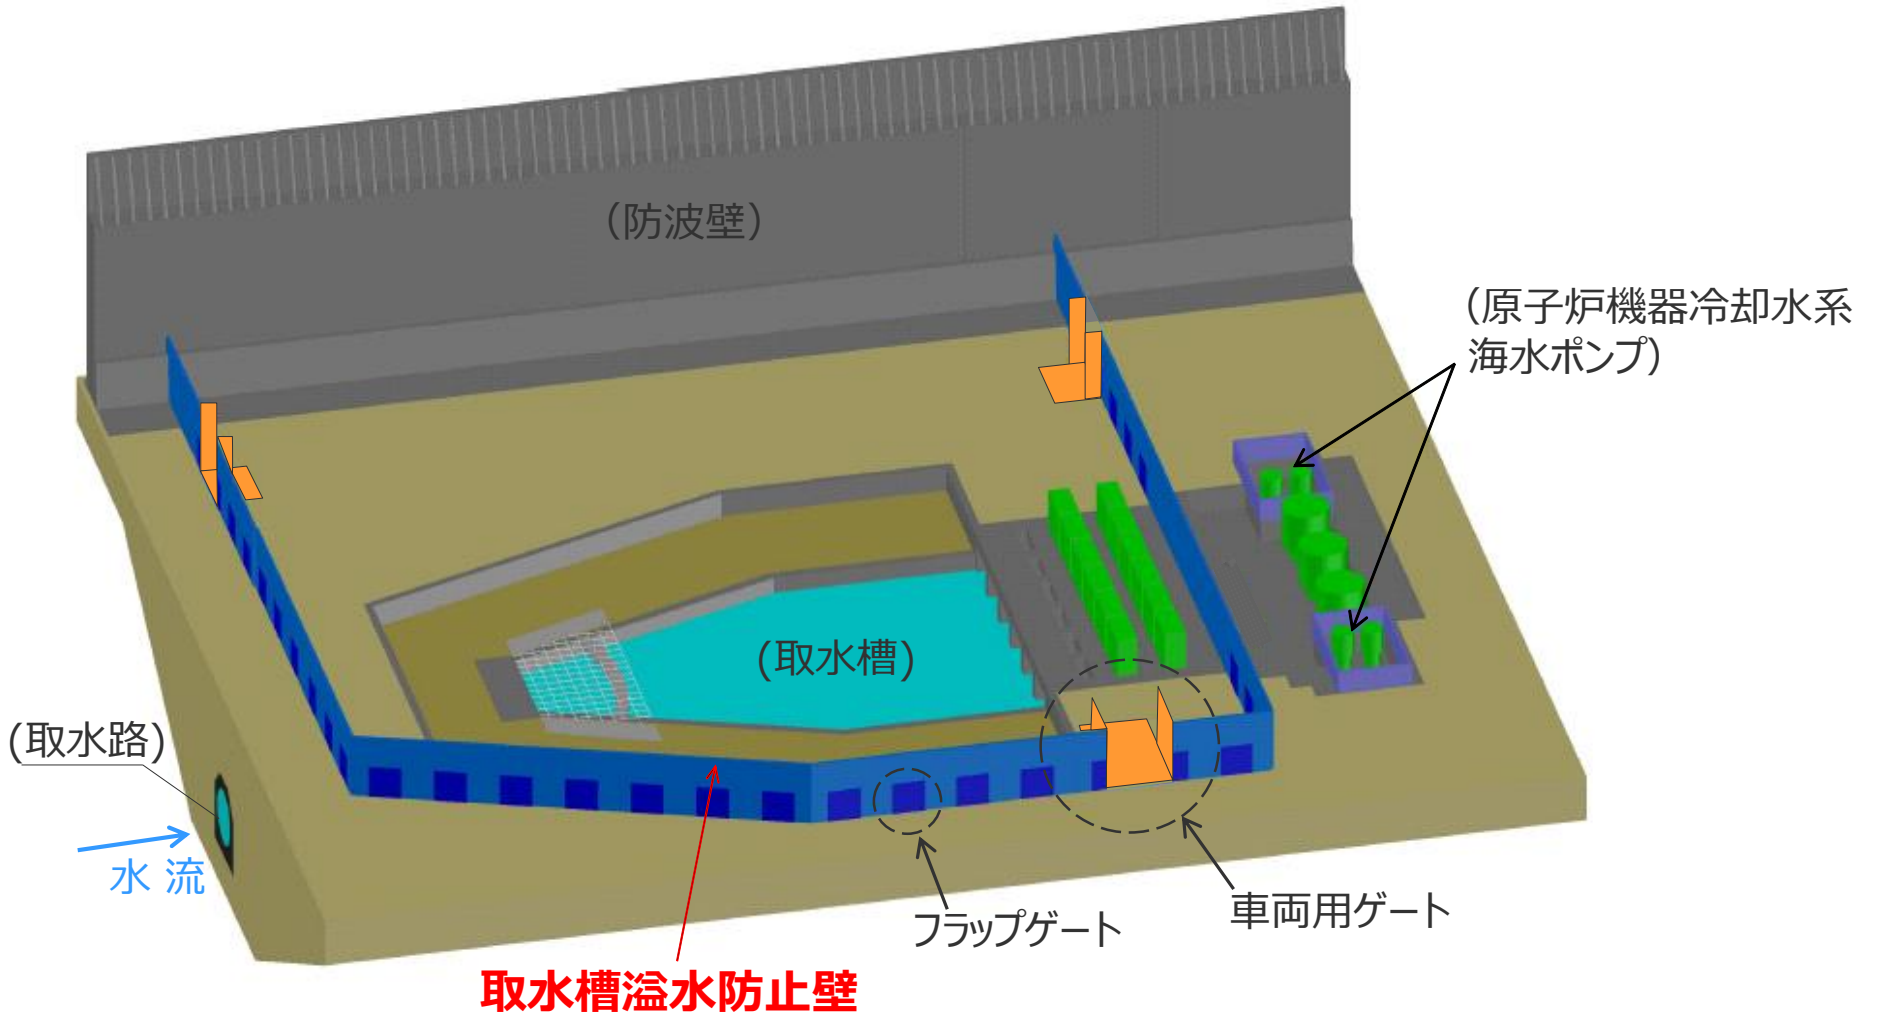 （防波壁）
（原子炉機器冷却水系
海水ポンプ）
(取水槽)
(取水路)
水 流
フラップゲート
車両用ゲート
取水槽溢水防止壁